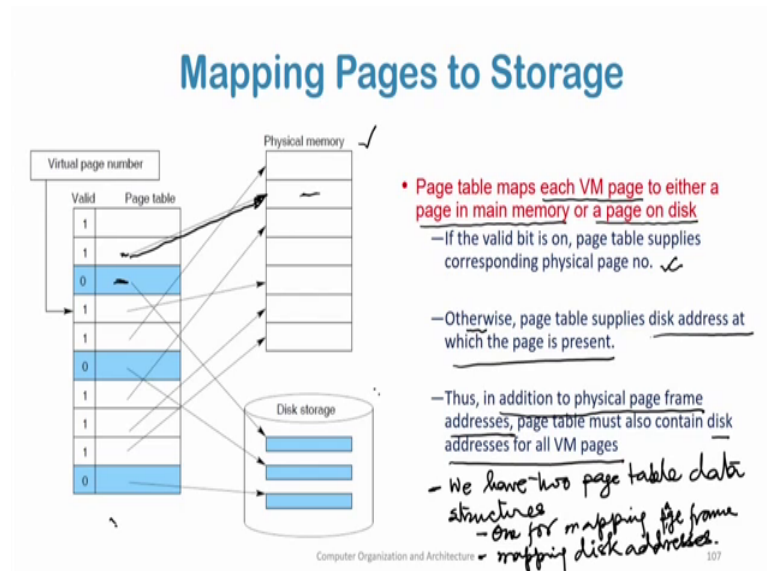 Mapping Pages to Storage
Virtual page number
Valid Page table
1
1
0
1
1
0
1
1
1
0
Physical memory
Disk storage
• Page table maps each VM page to either a
page in main memory or a page on disk
–If the valid bit is on, page table supplies
corresponding physical page no.
–Otherwise, page table supplies disk address at
which the page is present.
–Thus, in addition to physical page frame
addresses, page table must also contain disk
addresses for all VM pages
- We have two page table data
structures
- One for mapping page frame
- mapping disk addresses.
Computer Organization and Architecture
107